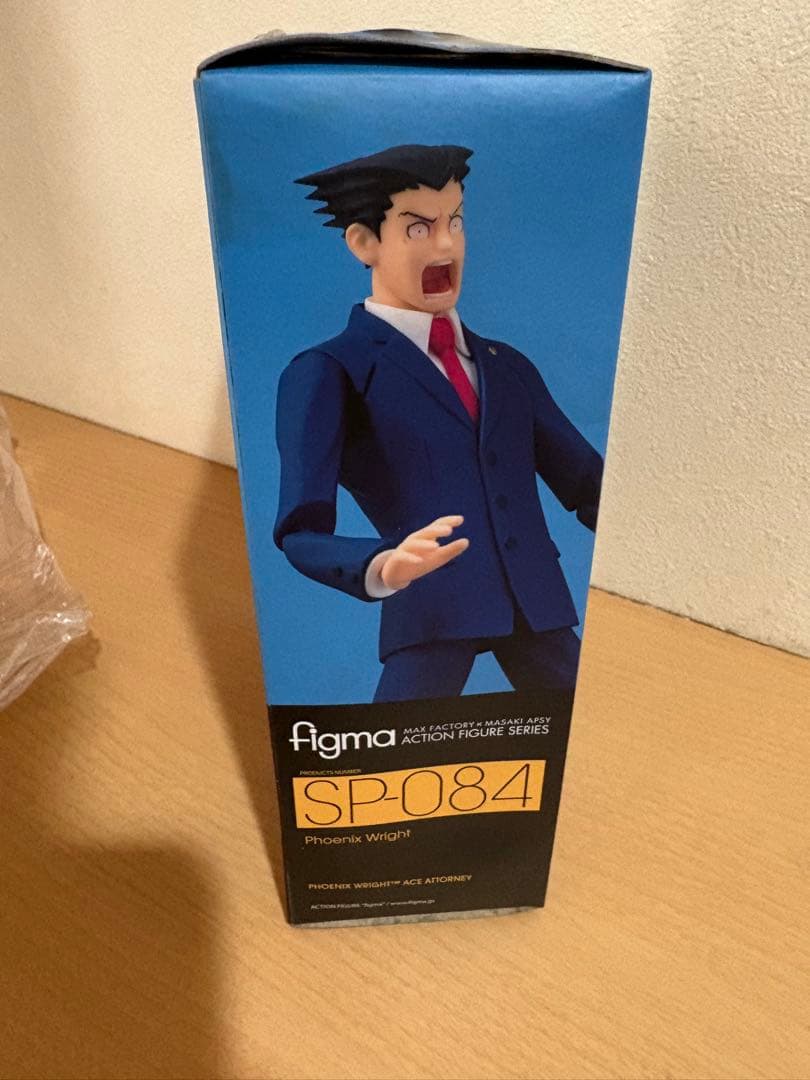 figma MAX FACTORY × MASAKI APSY
ACTION FIGURE SERIES
PRODUCTS NUMBER
SP-084
Phoenix Wright
PHOENIX WRIGHT™ ACE ATTORNEY
ACTION FIGURE "figma" / www.figma.jp